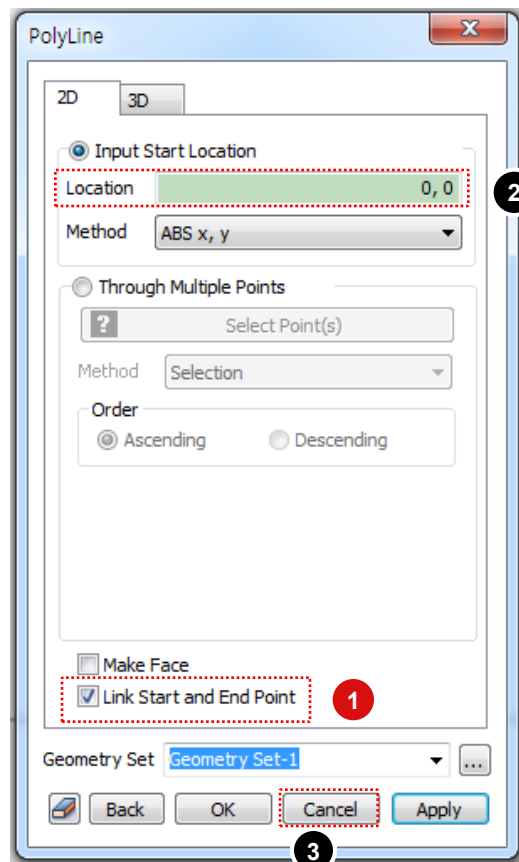 PolyLine
2D 3D
Input Start Location
Location 0, 0
2
Method ABS x, y
Through Multiple Points
? Select Point(s)
Method Selection
Order
Ascending Descending
Make Face
Link Start and End Point 1
Geometry Set Geometry Set-1 ...
Back OK Cancel Apply
3